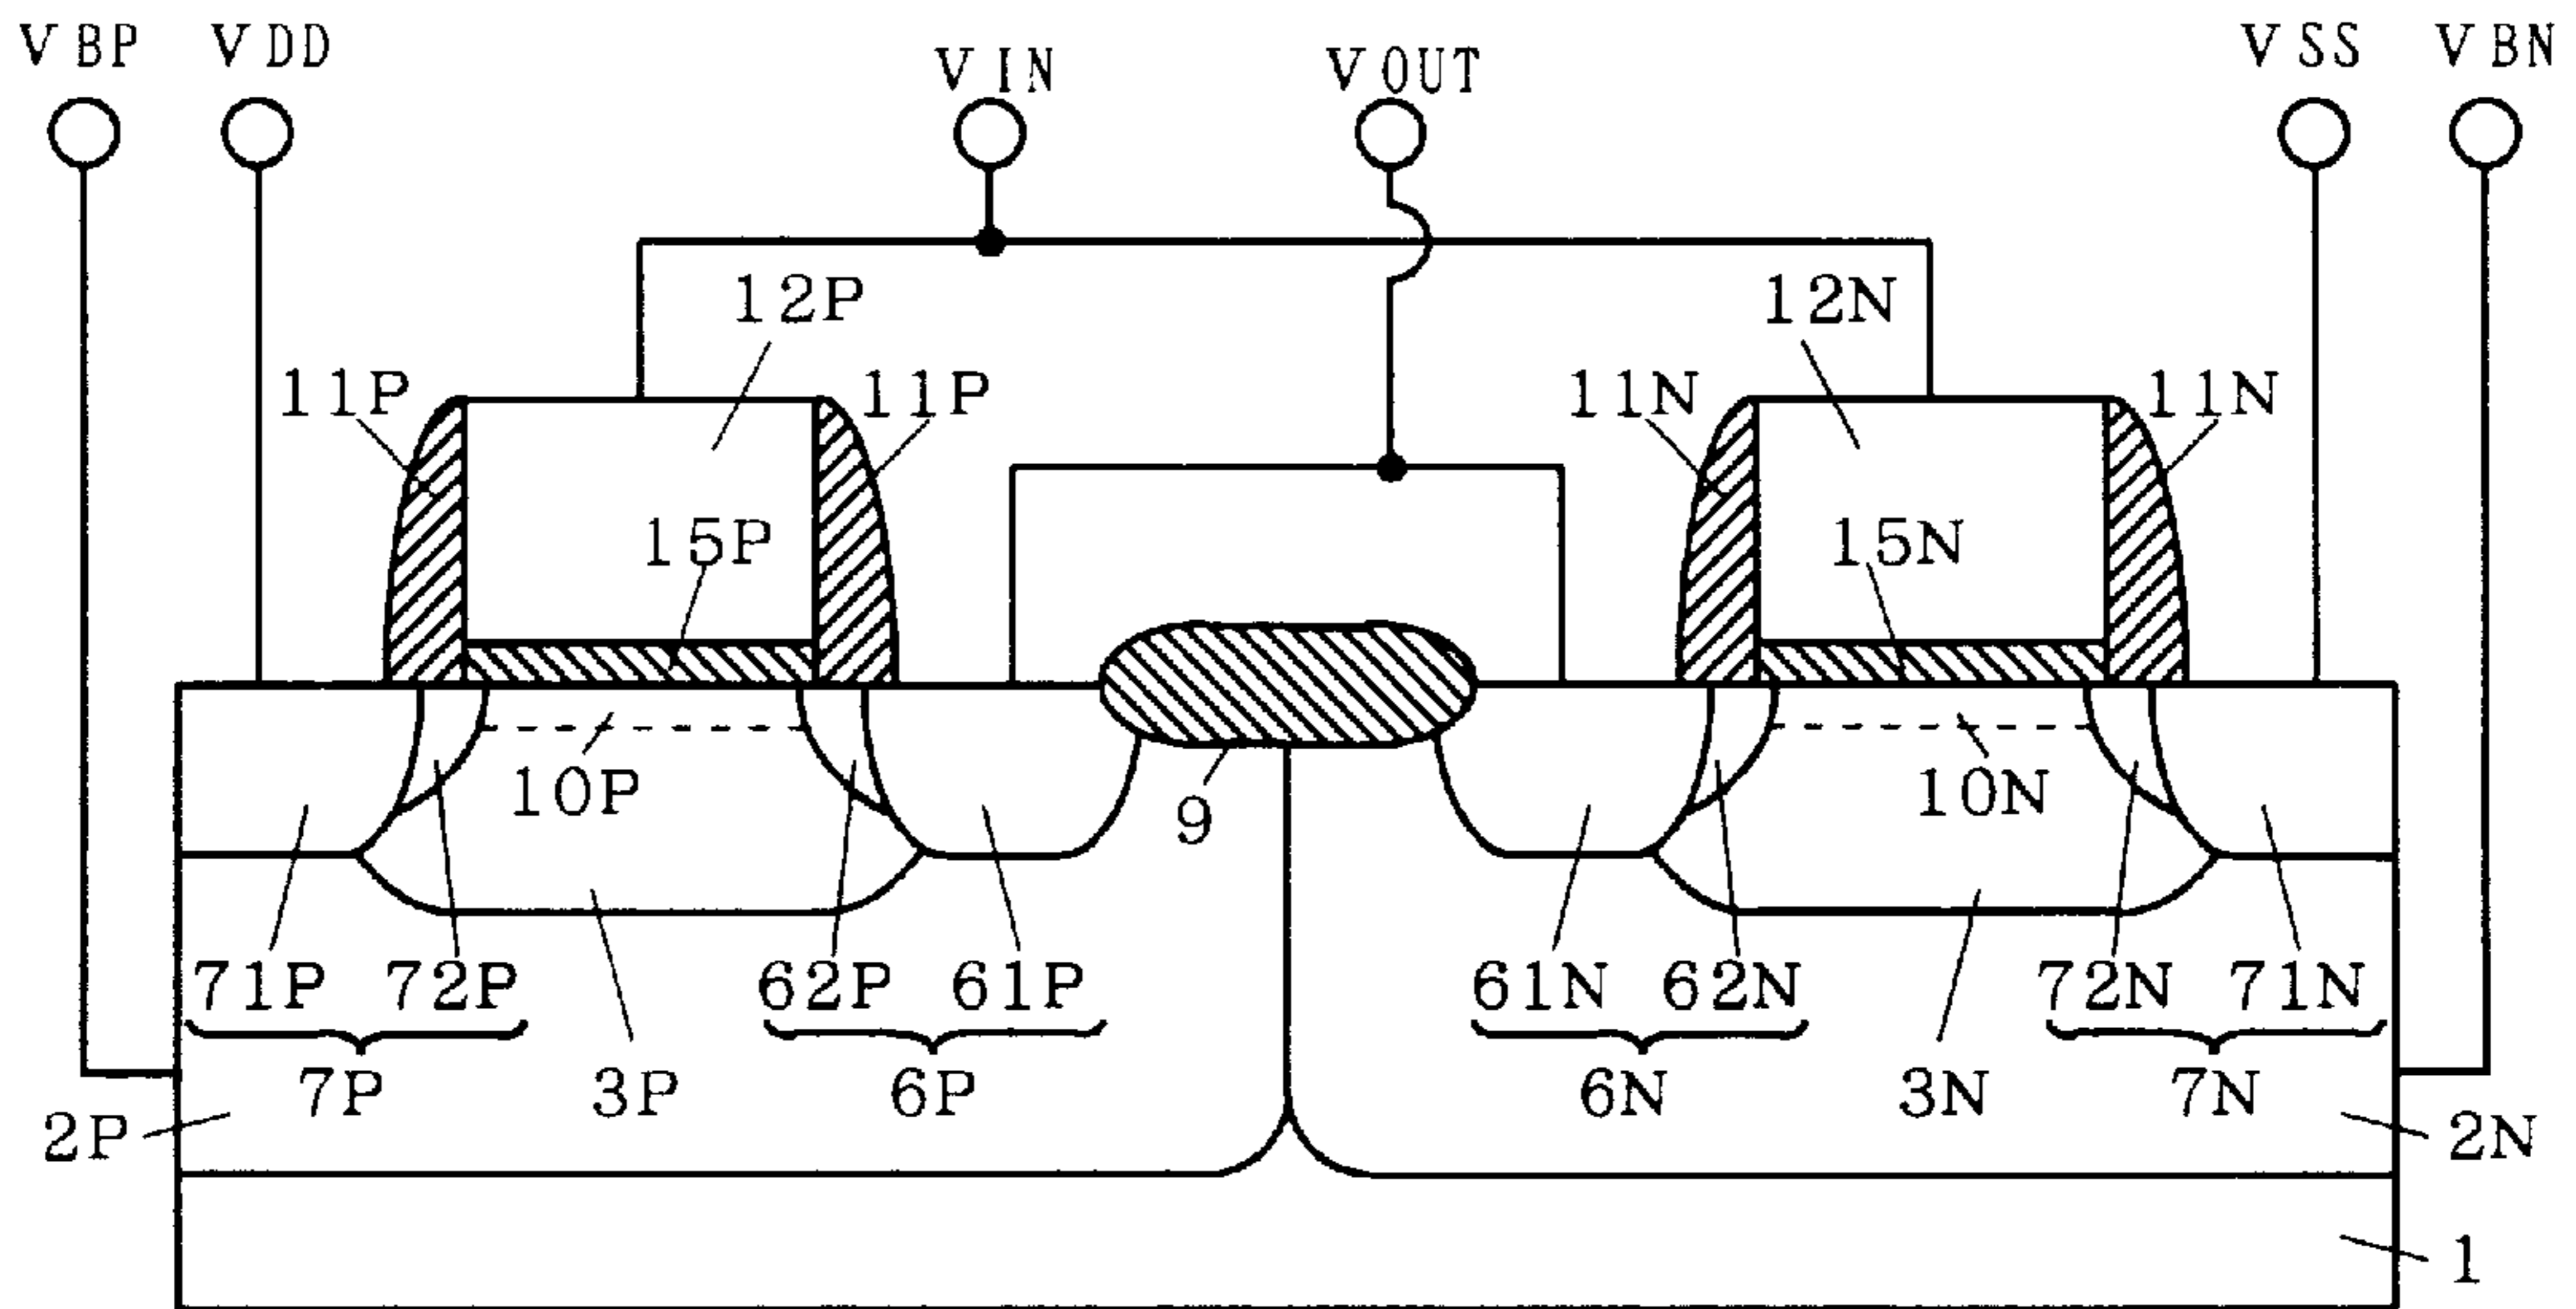 VBP VDD VIN VOUT VSS VBN
12P 12N
11P 11P 11N 11N
15P 15N
10P 9 10N
71P 72P 62P 61P 61N 62N 72N 71N
7P 3P 6P 6N 3N 7N
2P 2N
1